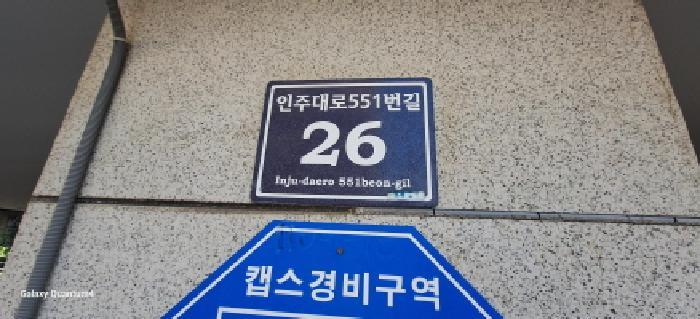 인주대로551번길
26
Inju-daero 551beon-gil
캡스경비구역
Galaxy Quantum4